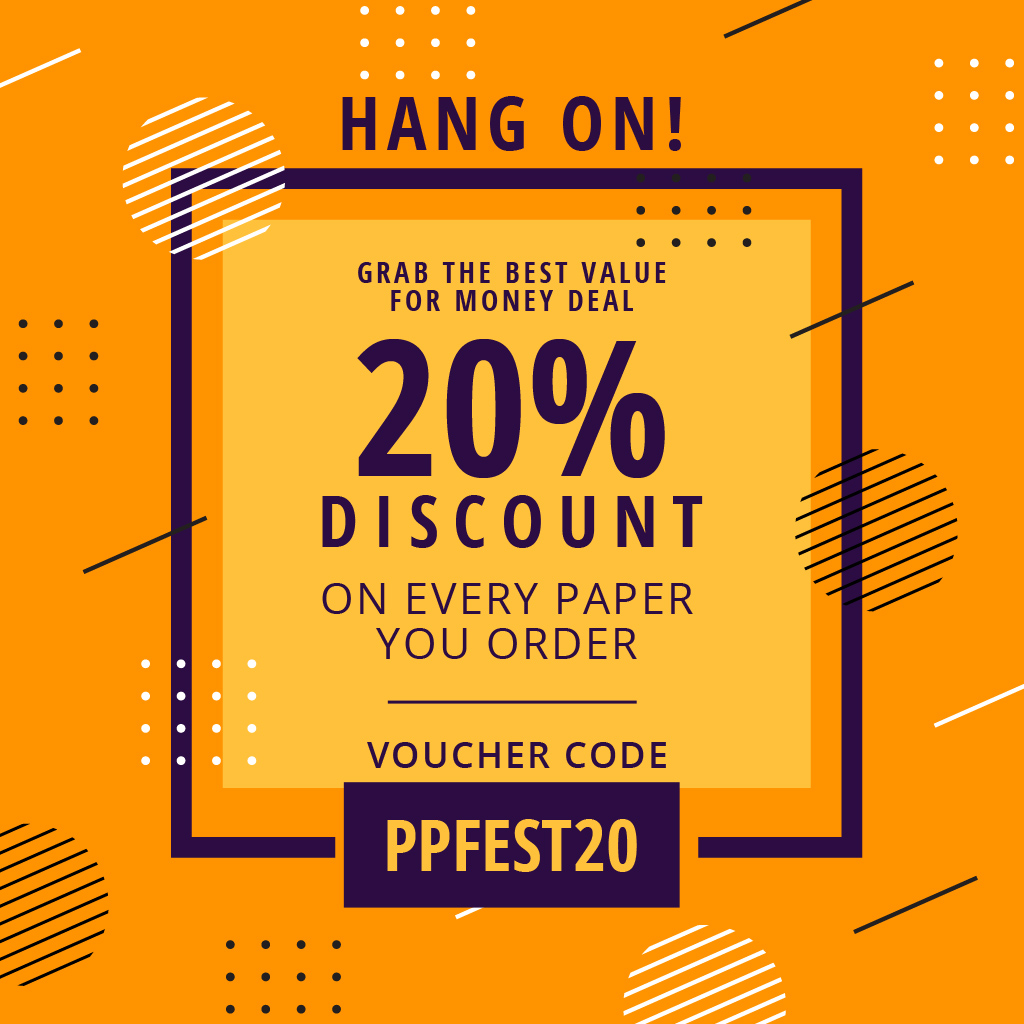 HANG ON!
GRAB THE BEST VALUE
FOR MONEY DEAL
20%
DISCOUNT
ON EVERY PAPER
YOU ORDER
VOUCHER CODE
PPFEST20